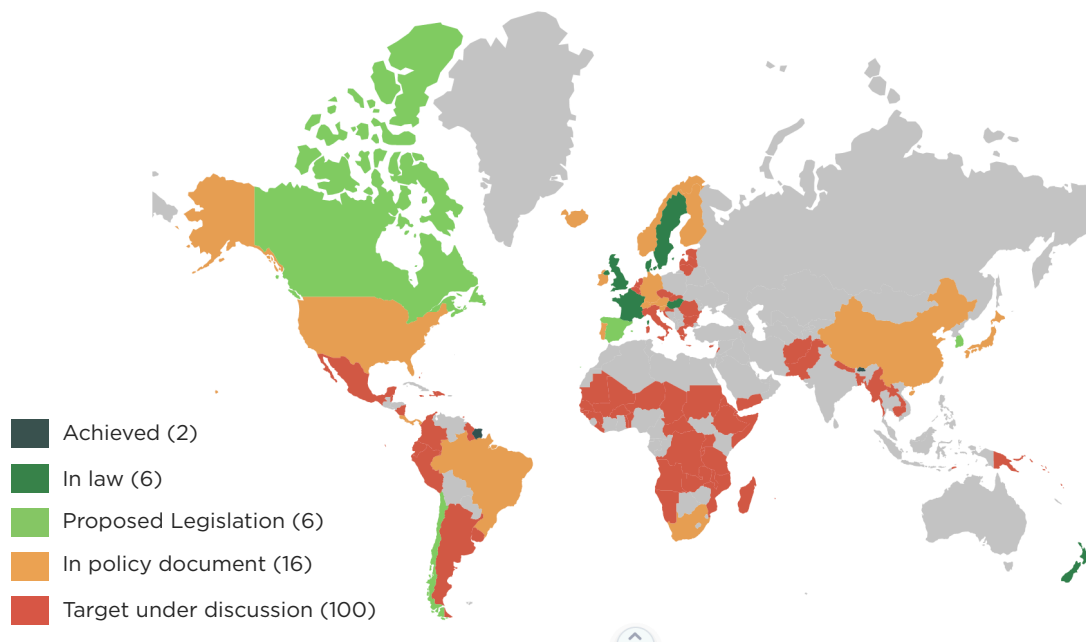 Achieved (2)
In law (6)
Proposed Legislation (6)
In policy document (16)
Target under discussion (100)